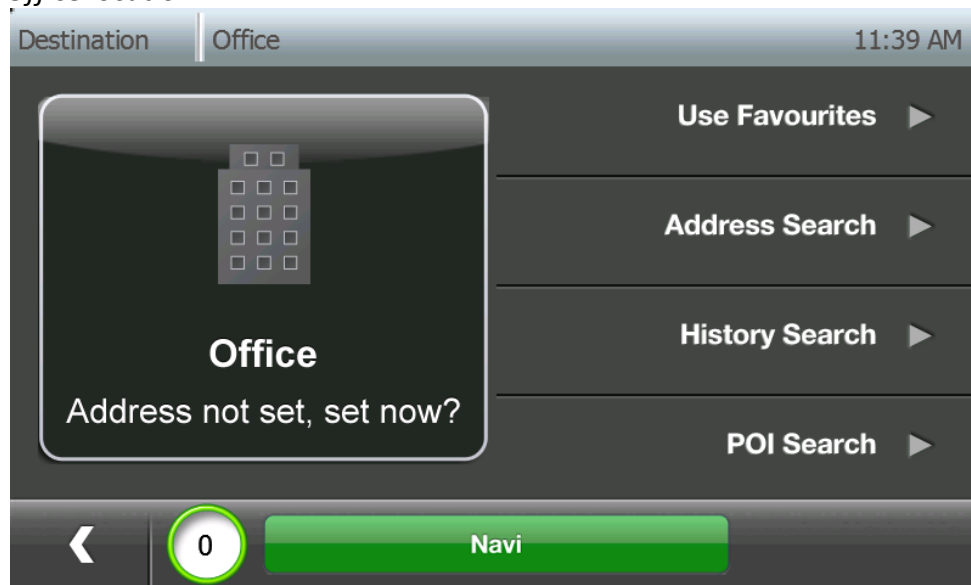 Destination
Office
11:39 AM
Office
Address not set, set now?
Use Favourites
Address Search
History Search
POI Search
0
Navi